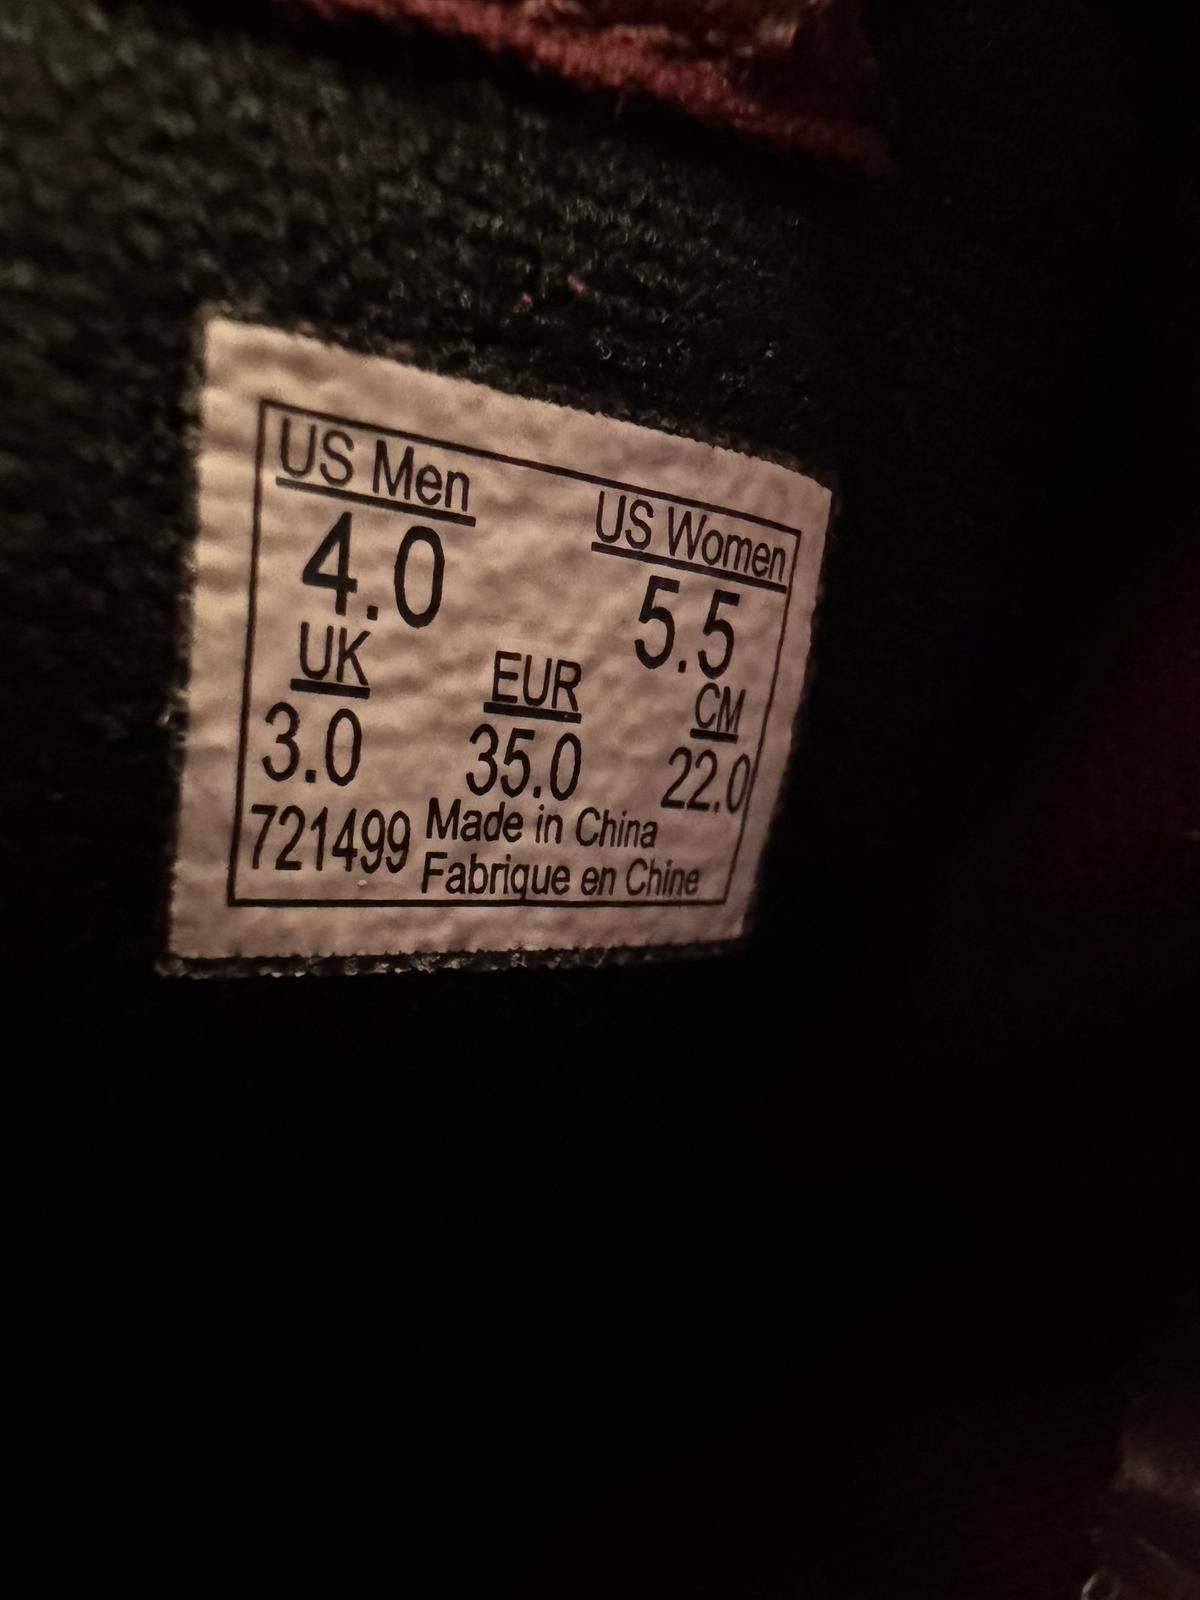 US Men US Women
4.0 5.5
UK EUR CM
3.0 35.0 22.0
721499 Made in China
Fabrique en Chine